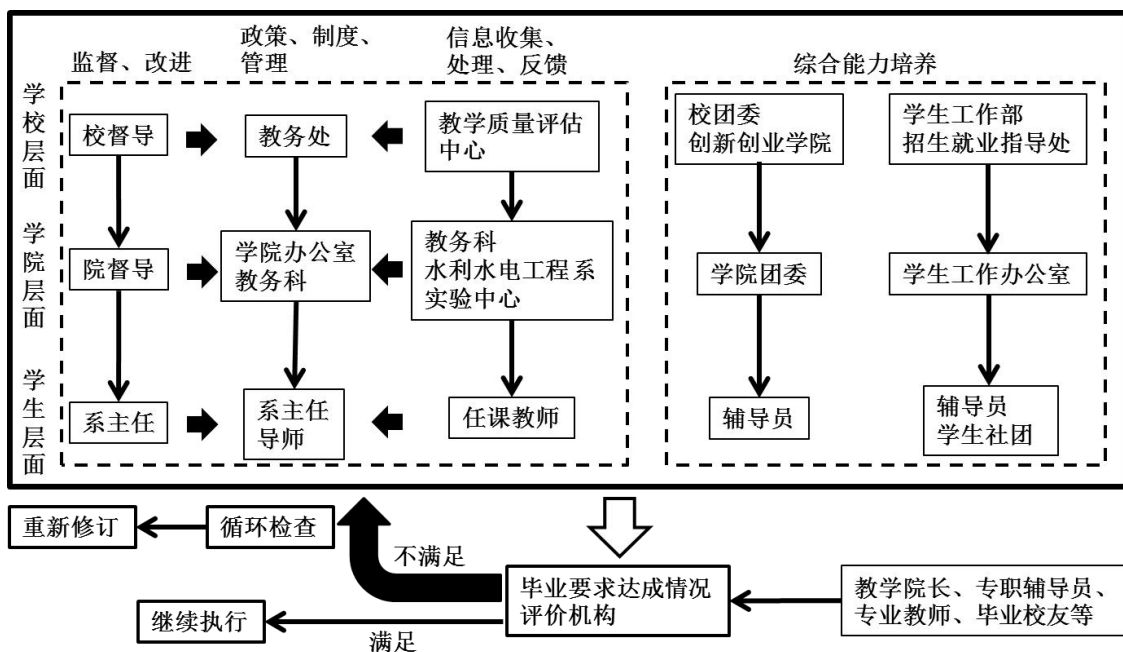 监督、改进
政策、制度、
管理
信息收集、
处理、反馈
综合能力培养
学校层面
校督导
教务处
教学质量评估
中心
校团委
创新创业学院
学生工作部
招生就业指导处
学院层面
院督导
学院办公室
教务科
教务科
水利水电工程系
实验中心
学院团委
学生工作办公室
学生层面
系主任
系主任
导师
任课教师
辅导员
辅导员
学生社团
重新修订
循环检查
不满足
毕业要求达成情况
评价机构
教学院长、专职辅导员、
专业教师、毕业校友等
继续执行
满足